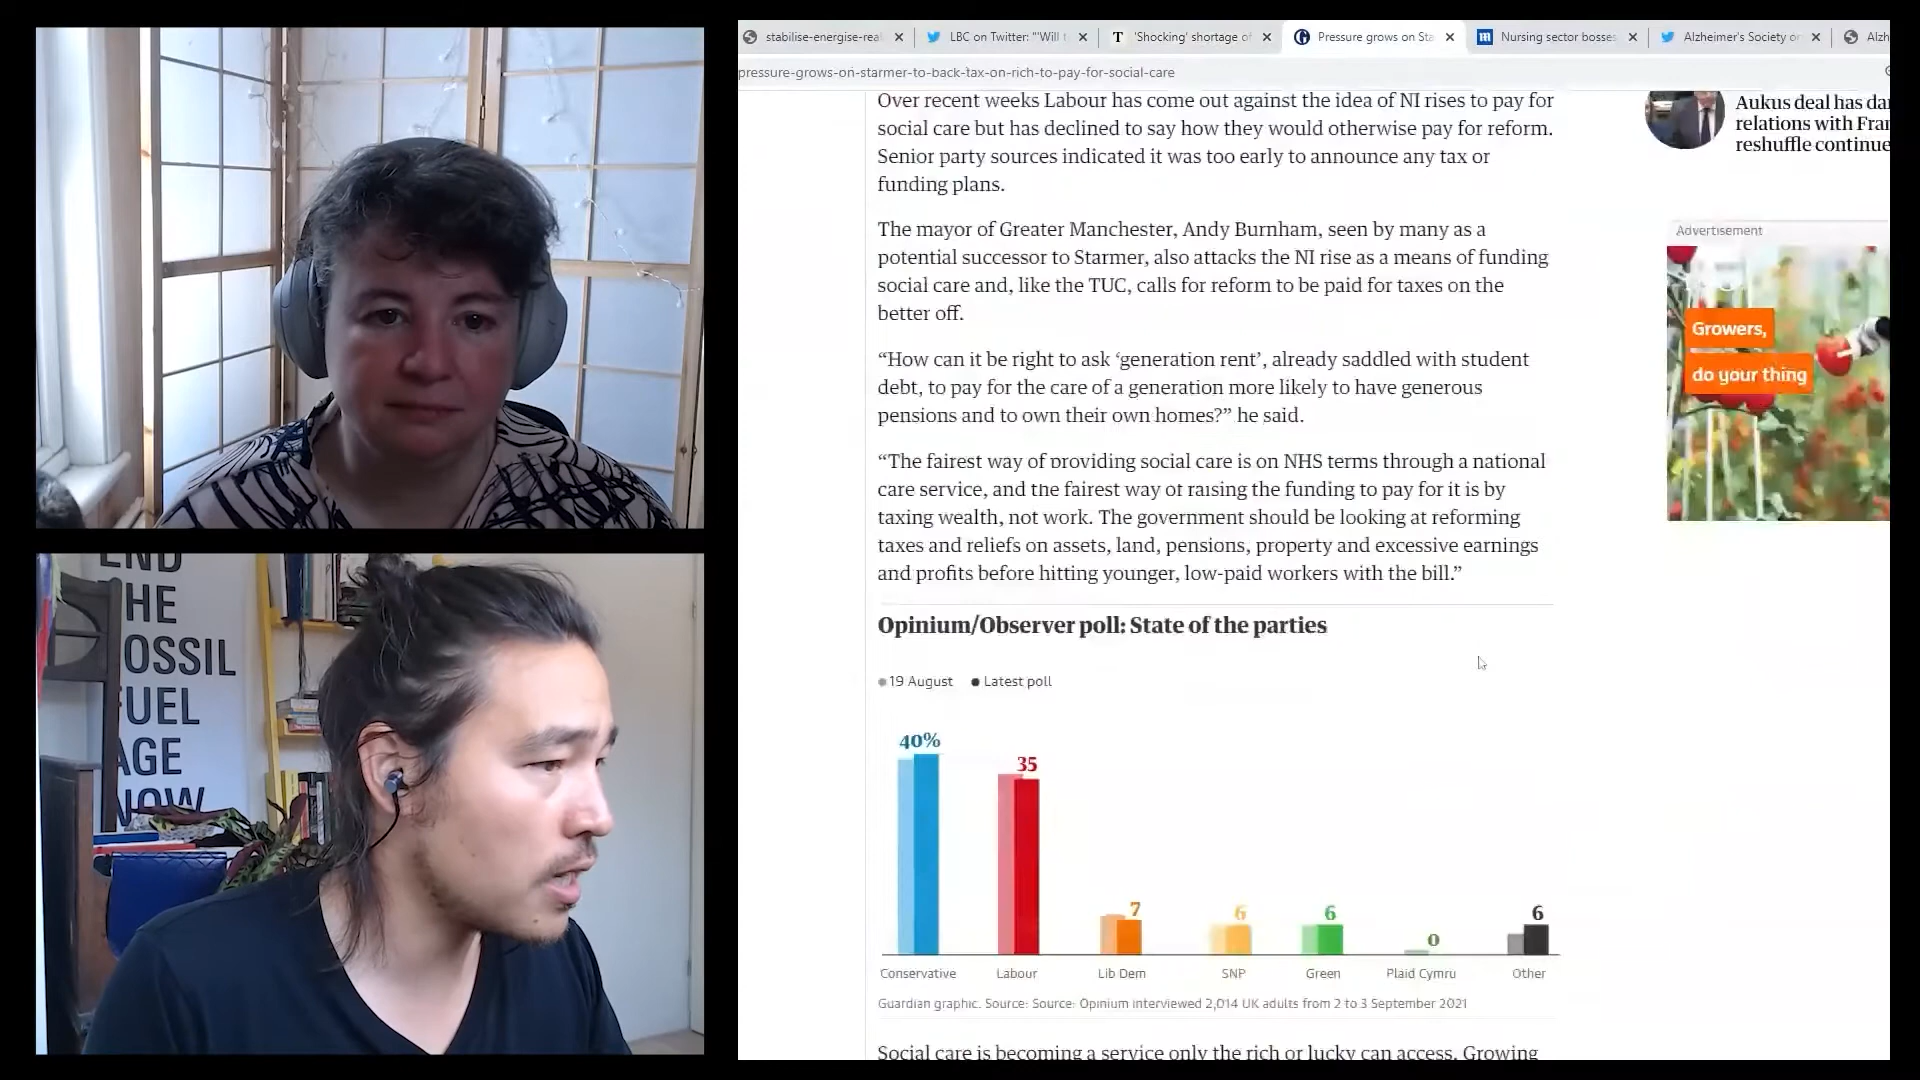 stabilise-energise-rea
LBC on Twitter: "'Will t
T 'Shocking' shortage of
Pressure grows on Sta
m Nursing sector bosses
Alzheimer's Society on
Alzh
pressure-grows-on-starmer-to-back-tax-on-rich-to-pay-for-social-care
Over recent weeks Labour has come out against the idea of NI rises to pay for
social care but has declined to say how they would otherwise pay for reform.
Senior party sources indicated it was too early to announce any tax or
funding plans.
The mayor of Greater Manchester, Andy Burnham, seen by many as a
potential successor to Starmer, also attacks the NI rise as a means of funding
social care and, like the TUC, calls for reform to be paid for taxes on the
better off.
“How can it be right to ask ‘generation rent’, already saddled with student
debt, to pay for the care of a generation more likely to have generous
pensions and to own their own homes?” he said.
“The fairest way of providing social care is on NHS terms through a national
care service, and the fairest way of raising the funding to pay for it is by
taxing wealth, not work. The government should be looking at reforming
taxes and reliefs on assets, land, pensions, property and excessive earnings
and profits before hitting younger, low-paid workers with the bill.”
Opinium/Observer poll: State of the parties
19 August Latest poll
40% 35 7 6 6 0 6
Conservative Labour Lib Dem SNP Green Plaid Cymru Other
Guardian graphic. Source: Source: Opinium interviewed 2,014 UK adults from 2 to 3 September 2021
Social care is becoming a service only the rich or lucky can access. Growing
Aukus deal has da
relations with Fra
reshuffle continue
Advertisement
Growers,
do your thing
END
THE
FOSSIL
FUEL
AGE
NOW